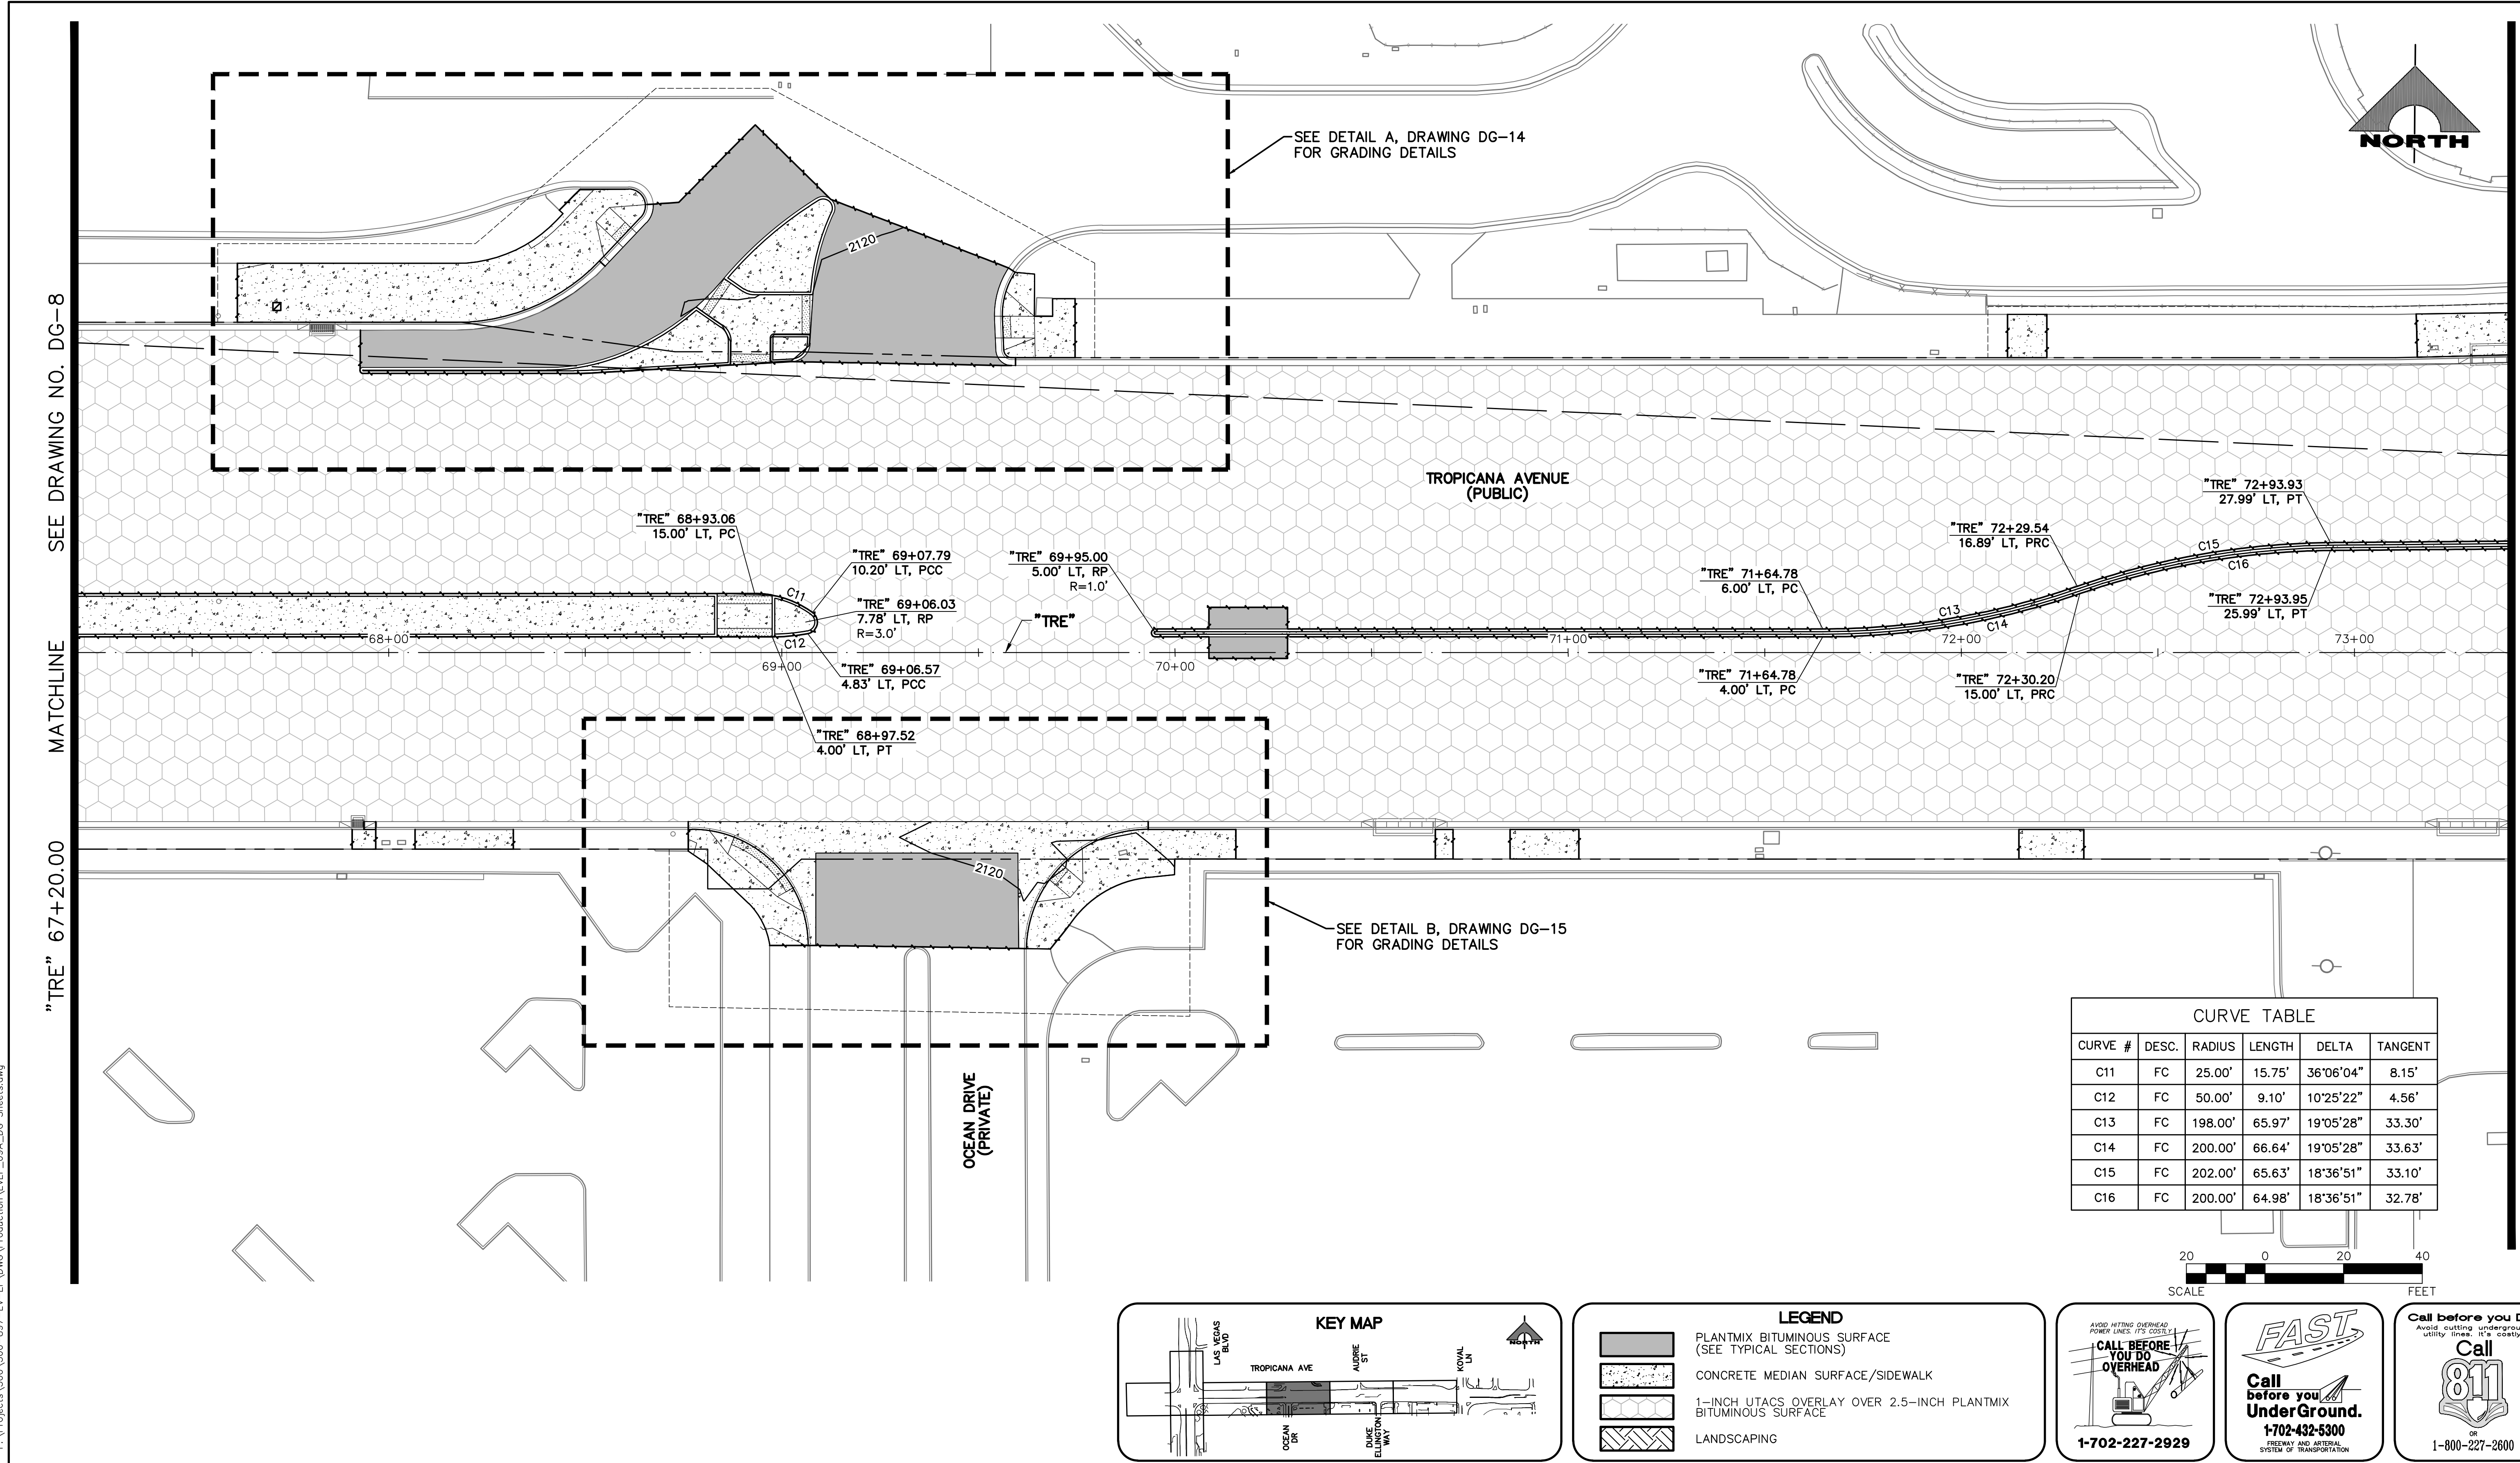 SEE DETAIL A, DRAWING DG-14
FOR GRADING DETAILS
NORTH
2120
SEE DRAWING NO. DG-8
MATCHLINE
"TRE" 67+20.00
TROPICANA AVENUE
(PUBLIC)
"TRE" 68+93.06
15.00' LT, PC
"TRE" 69+07.79
10.20' LT, PCC
"TRE" 69+06.03
7.78' LT, RP
R=3.0'
"TRE" 69+06.57
4.83' LT, PCC
"TRE" 68+97.52
4.00' LT, PT
C11
C12
"TRE" 69+95.00
5.00' LT, RP
R=1.0'
"TRE"
"TRE" 71+64.78
6.00' LT, PC
"TRE" 71+64.78
4.00' LT, PC
"TRE" 72+29.54
16.89' LT, PRC
"TRE" 72+30.20
15.00' LT, PRC
"TRE" 72+93.93
27.99' LT, PT
"TRE" 72+93.95
25.99' LT, PT
C13
C14
C15
C16
68+00
69+00
70+00
71+00
72+00
73+00
2120
SEE DETAIL B, DRAWING DG-15
FOR GRADING DETAILS
OCEAN DRIVE
(PRIVATE)
CURVE TABLE
CURVE # DESC. RADIUS LENGTH DELTA TANGENT
C11 FC 25.00' 15.75' 36°06'04" 8.15'
C12 FC 50.00' 9.10' 10°25'22" 4.56'
C13 FC 198.00' 65.97' 19°05'28" 33.30'
C14 FC 200.00' 66.64' 19°05'28" 33.63'
C15 FC 202.00' 65.63' 18°36'51" 33.10'
C16 FC 200.00' 64.98' 18°36'51" 32.78'
20 0 20 40
SCALE FEET
KEY MAP
NORTH
LAS VEGAS
BLVD
TROPICANA AVE
AUDRIE
ST
KOVAL
LN
OCEAN
DR
DUKE
ELLINGTON
WAY
LEGEND
PLANTMIX BITUMINOUS SURFACE
(SEE TYPICAL SECTIONS)
CONCRETE MEDIAN SURFACE/SIDEWALK
1-INCH UTACS OVERLAY OVER 2.5-INCH PLANTMIX
BITUMINOUS SURFACE
LANDSCAPING
AVOID HITTING OVERHEAD
POWER LINES. IT'S COSTLY
CALL BEFORE
YOU DO
OVERHEAD
1-702-227-2929
FAST
Call
before you
UnderGround.
1-702-432-5300
FREEWAY AND ARTERIAL
SYSTEM OF TRANSPORTATION
Call before you
Avoid cutting
utility lines. It's
Call
811
OR
1-800-227-2600